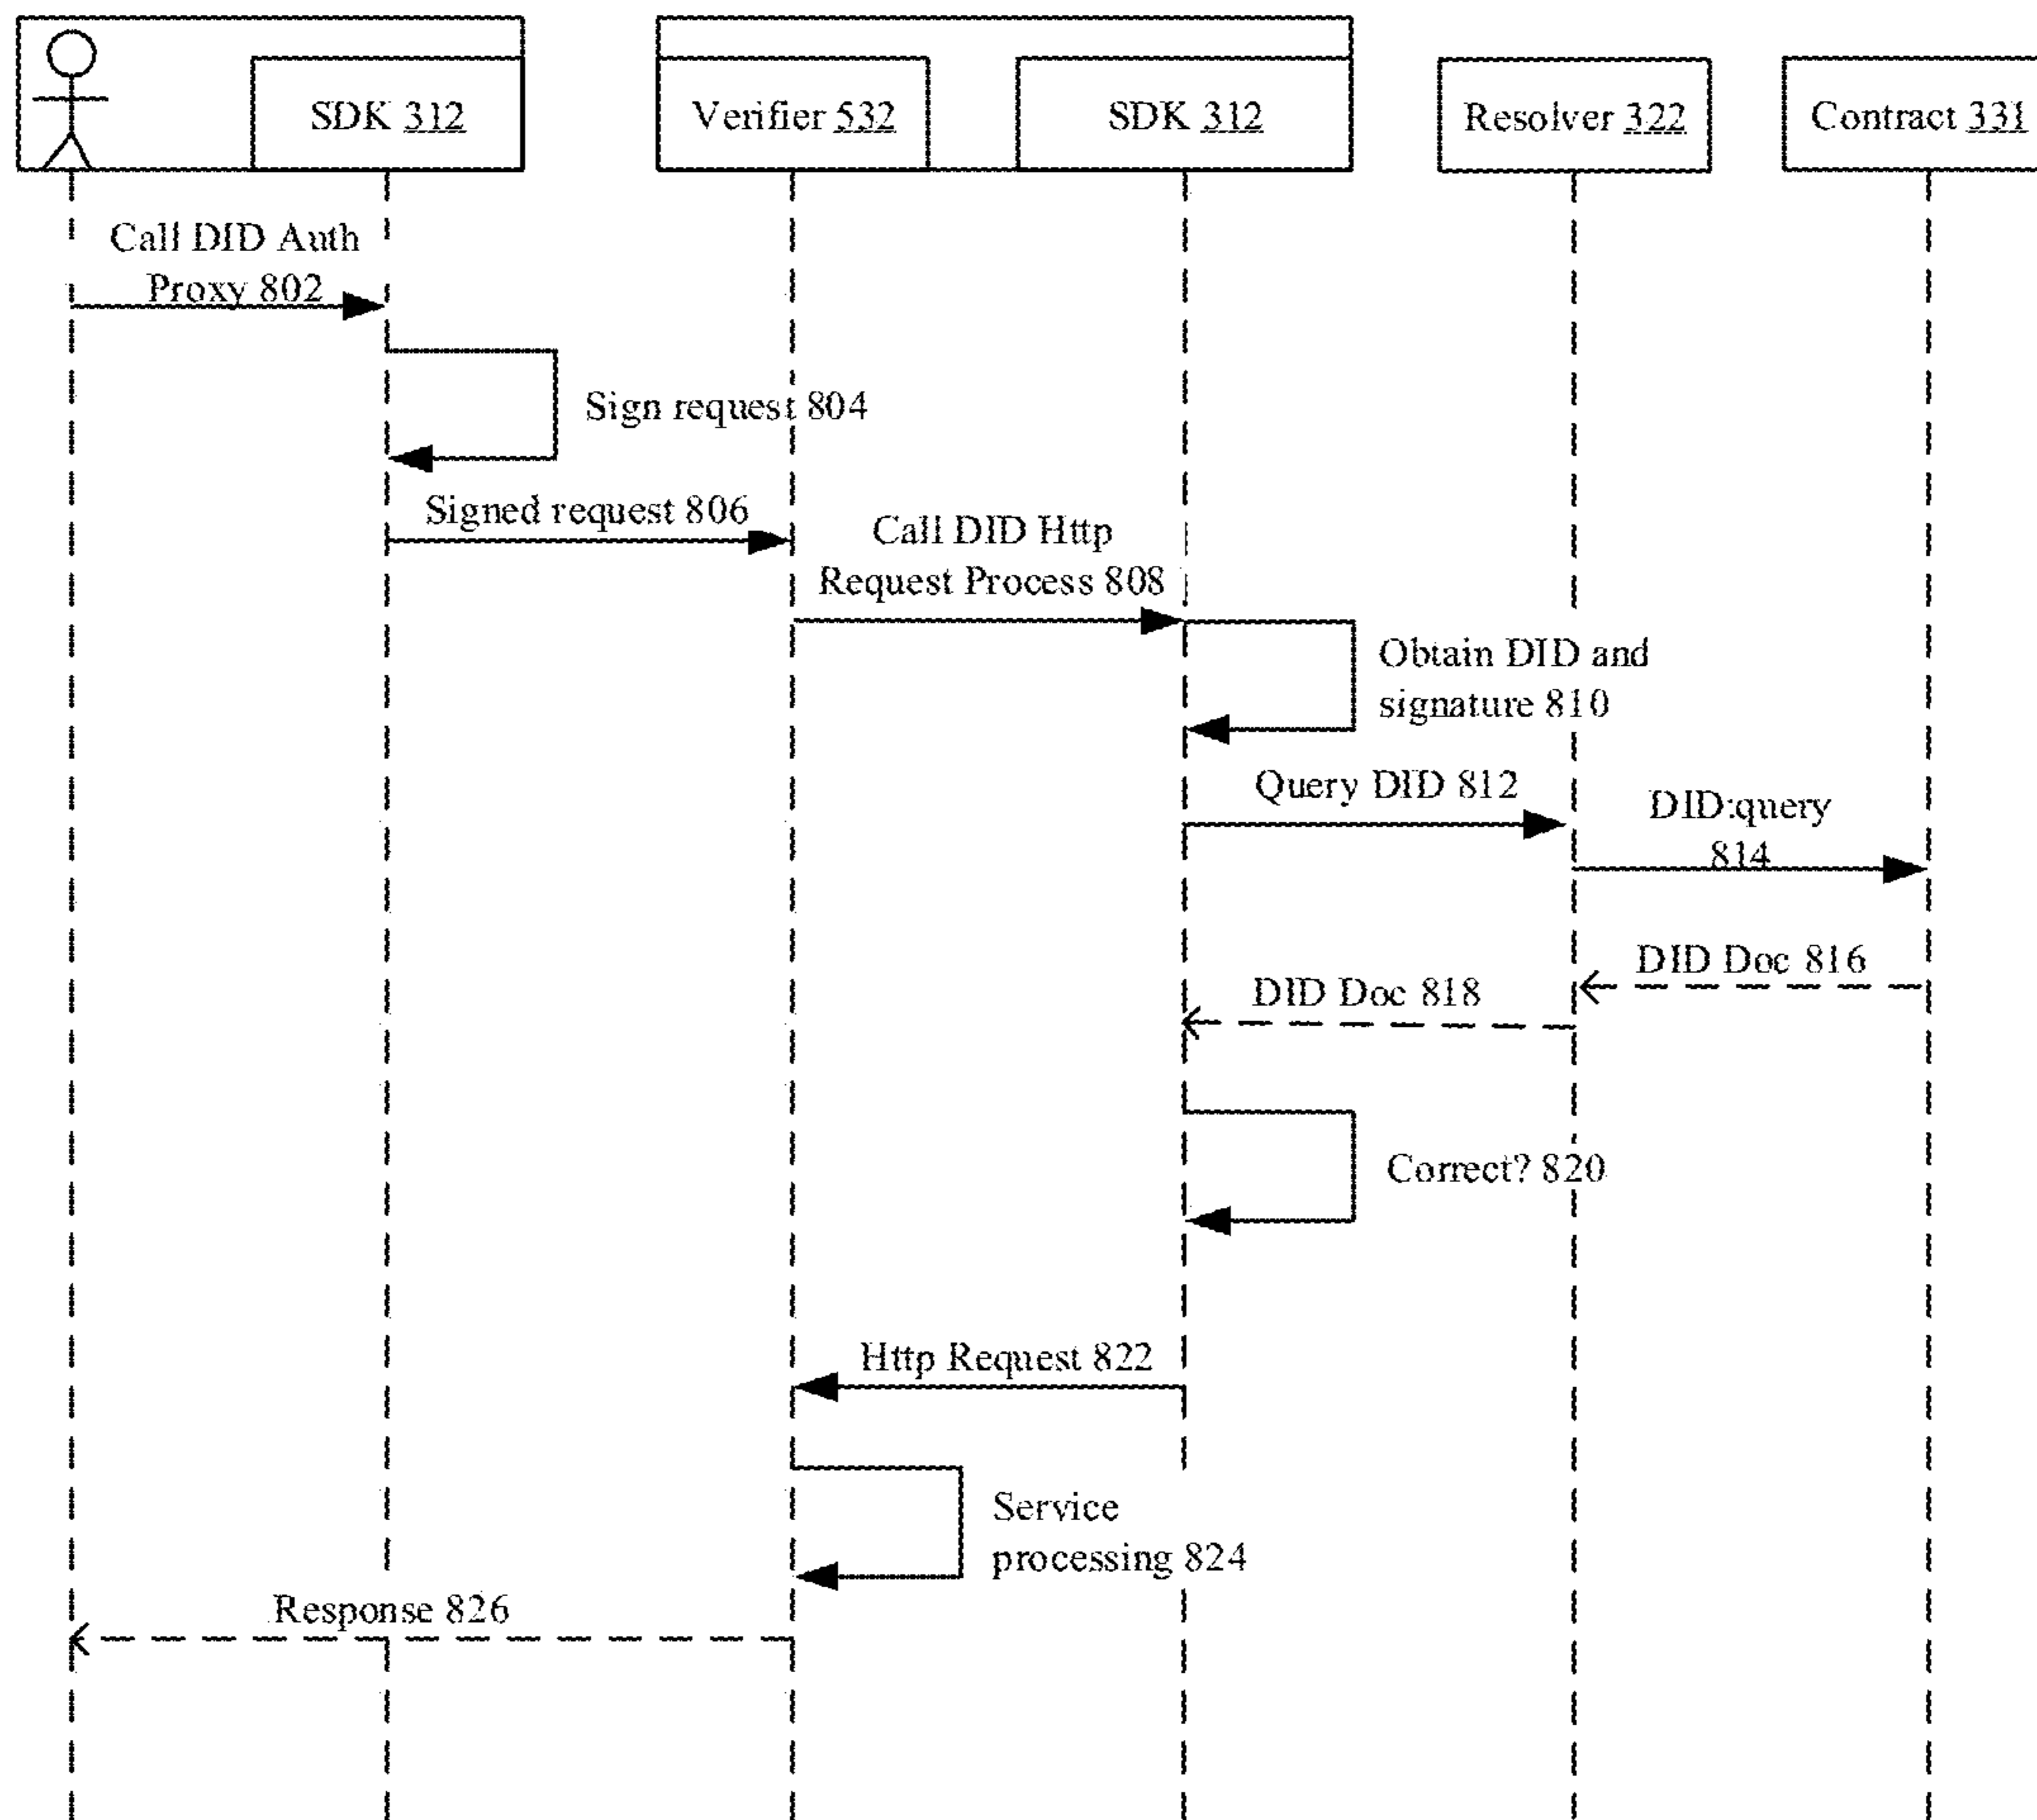 SDK 312
Verifier 532
SDK 312
Resolver 322
Contract 331
Call DID Auth
Proxy 802
Sign request 804
Signed request 806
Call DID Http
Request Process 808
Obtain DID and
signature 810
Query DID 812
DID:query
814
DID Doc 816
DID Doc 818
Correct? 820
Http Request 822
Service
processing 824
Response 826